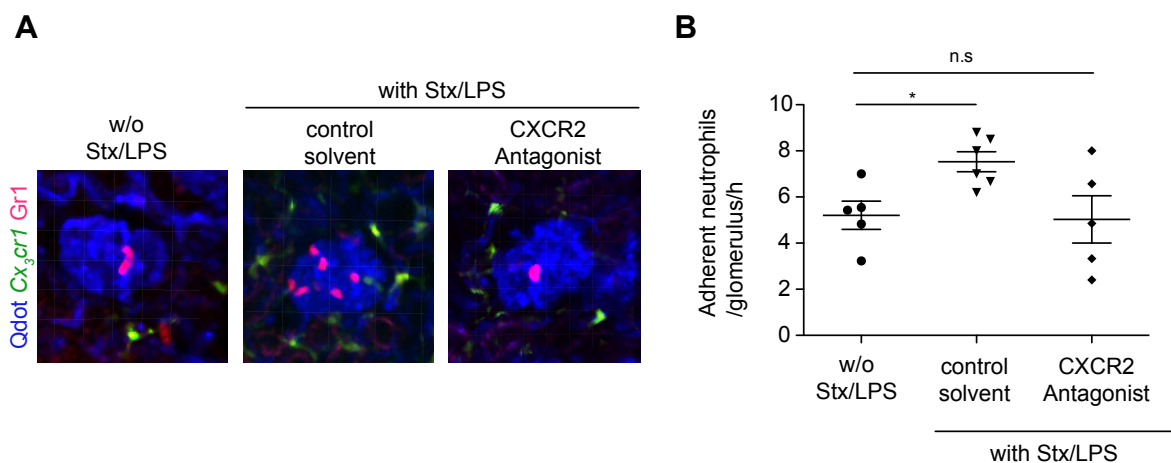 A
with Stx/LPS
w/o
Stx/LPS
control
solvent
CXCR2
Antagonist
Qdot Cx3cr1 Gr1
B
n.s
*
Adherent neutrophils
/glomerulus/h
10
8
6
4
2
0
w/o
Stx/LPS
control
solvent
CXCR2
Antagonist
with Stx/LPS